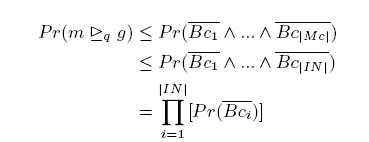 Pr(m ⊵_q g) ≤ Pr(\overline{Bc_1} ∧ ... ∧ \overline{Bc_{|Mc|}})
≤ Pr(\overline{Bc_1} ∧ ... ∧ \overline{Bc_{|IN|}})
= \prod_{i=1}^{|IN|} [Pr(\overline{Bc_i})]